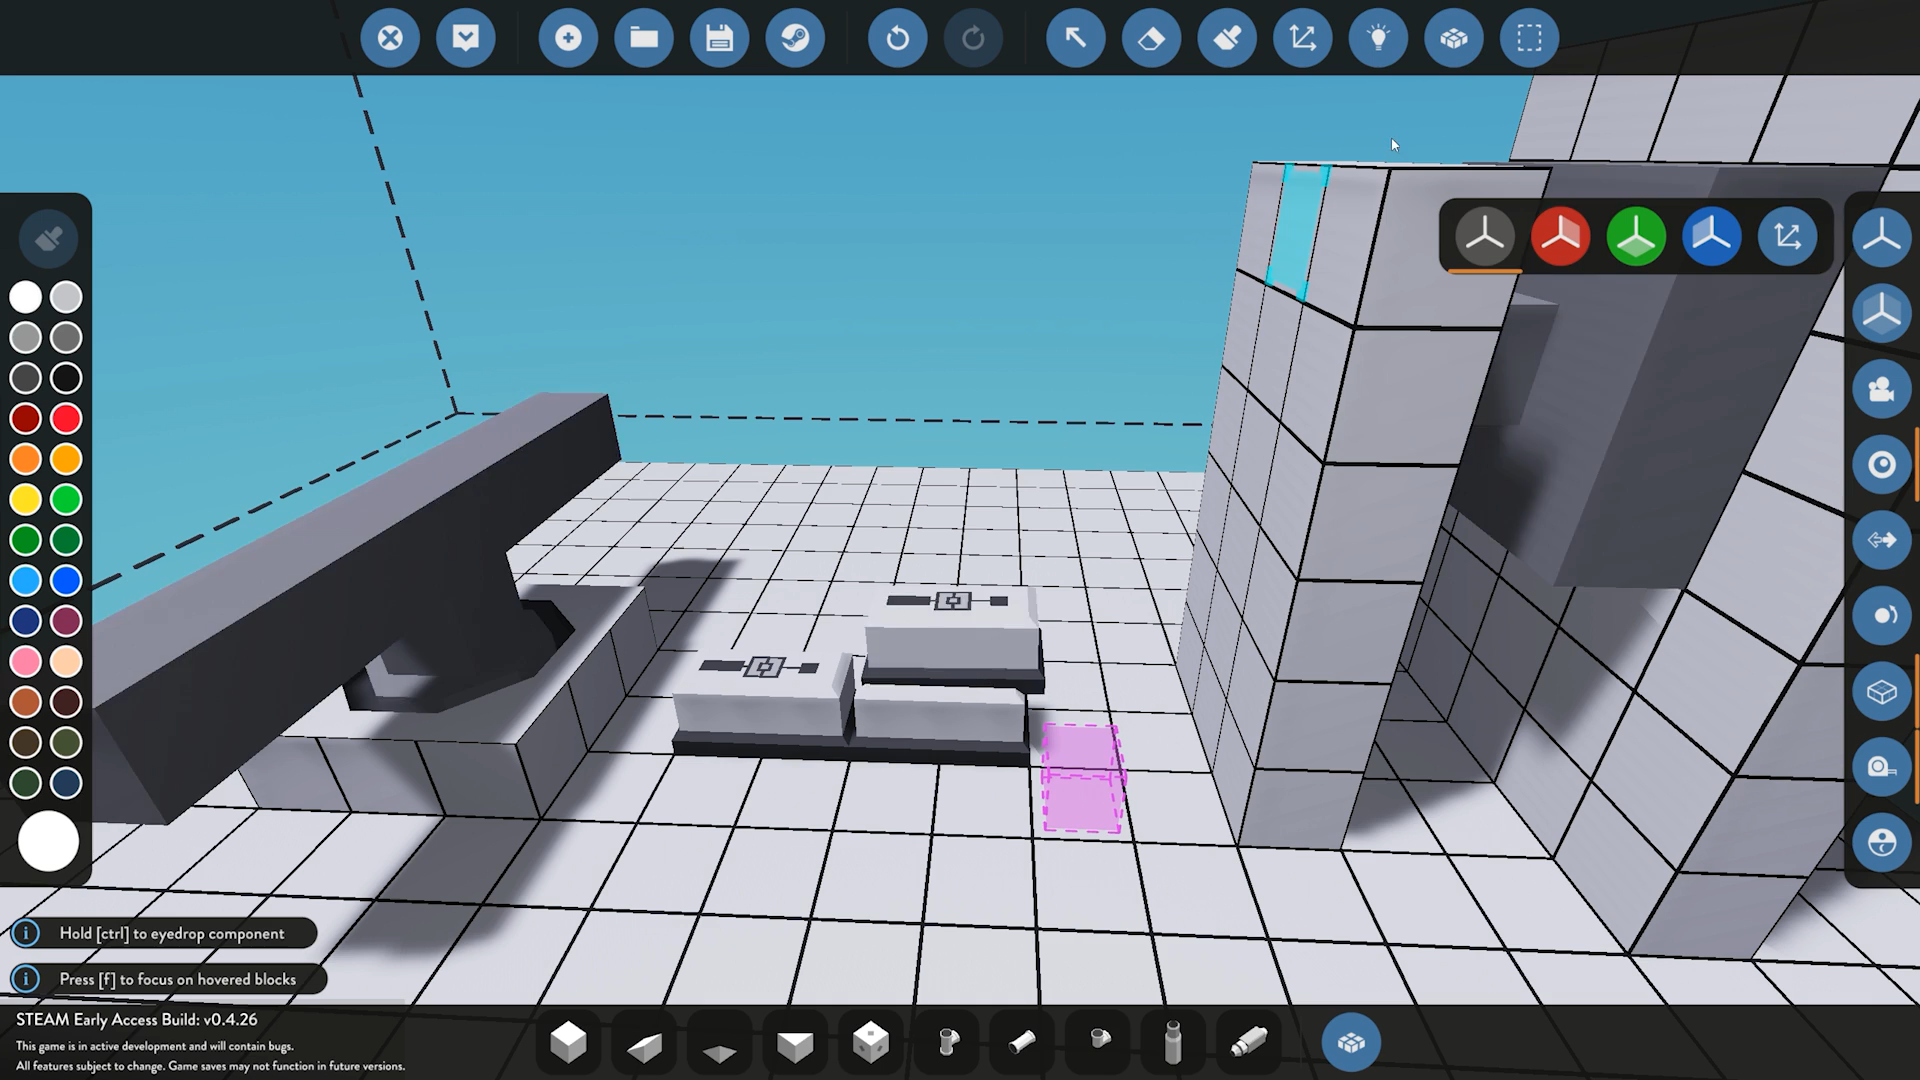 Hold [ctrl] to eyedrop component
Press [f] to focus on hovered blocks
STEAM Early Access Build: v0.4.26
This game is in active development and will contain bugs.
All features subject to change. Game saves may not function in future versions.